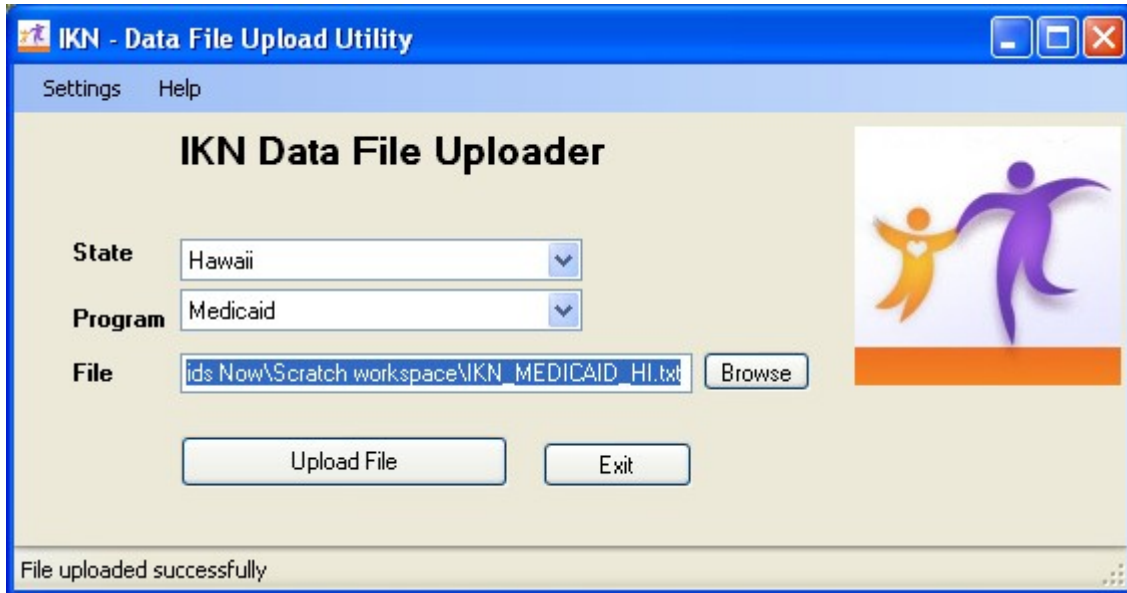 IKN - Data File Upload Utility
Settings Help
IKN Data File Uploader
State Hawaii
Program Medicaid
File ids Now\Scratch workspace\IKN_MEDICAID_HI.txt Browse
Upload File Exit
File uploaded successfully